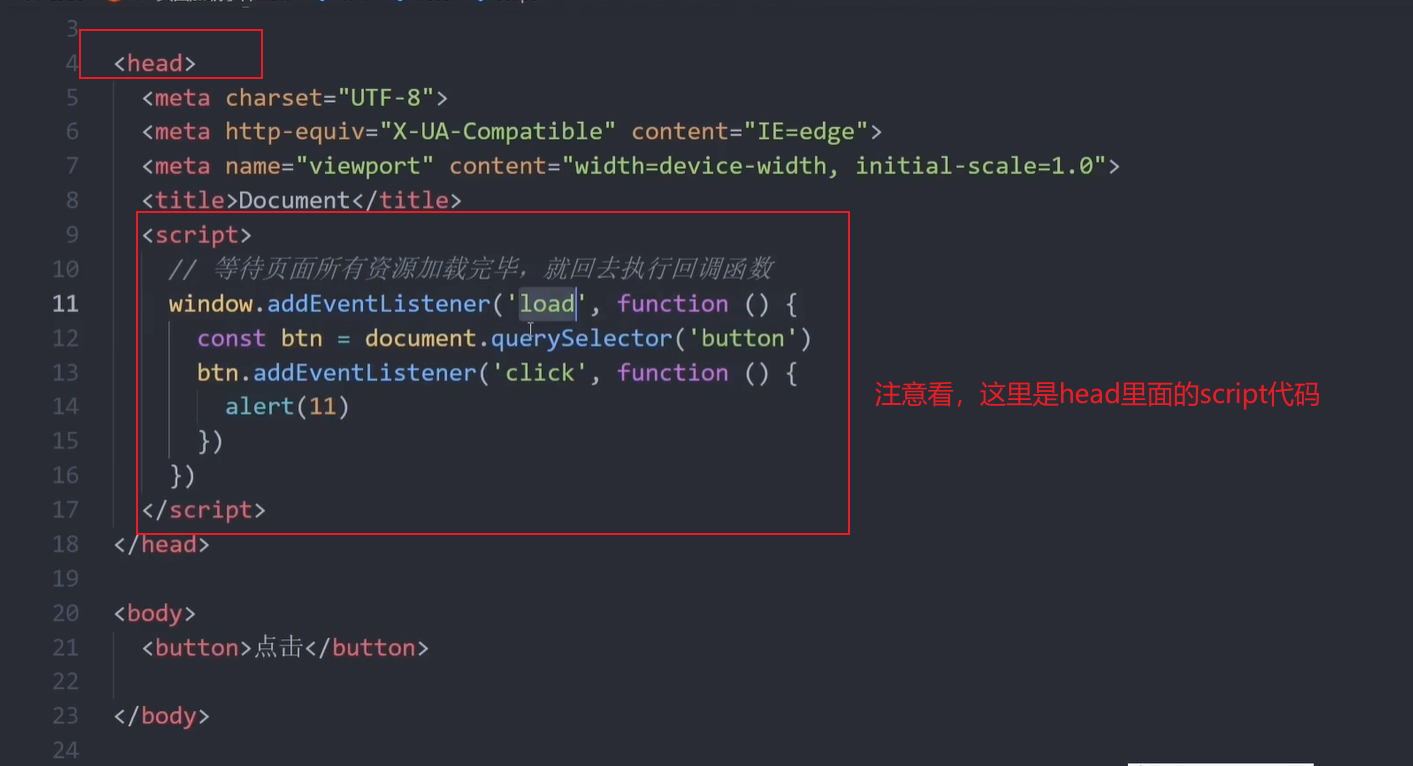 3
4 <head>
5 <meta charset="UTF-8">
6 <meta http-equiv="X-UA-Compatible" content="IE=edge">
7 <meta name="viewport" content="width=device-width, initial-scale=1.0">
8 <title>Document</title>
9 <script>
10 // 等待页面所有资源加载完毕，就回去执行回调函数
11 window.addEventListener('load', function () {
12 const btn = document.querySelector('button')
13 btn.addEventListener('click', function () {
14 alert(11)
15 })
16 })
17 </script>
注意看，这里是head里面的script代码
18 </head>
19
20 <body>
21 <button>点击</button>
22
23 </body>
24